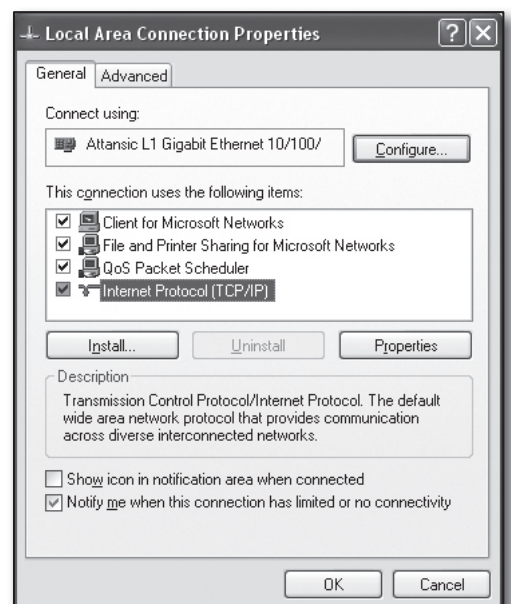 Local Area Connection Properties
General
Advanced
Connect using:
Attansic L1 Gigabit Ethernet 10/100/
Configure...
This connection uses the following items:
Client for Microsoft Networks
File and Printer Sharing for Microsoft Networks
QoS Packet Scheduler
Internet Protocol (TCP/IP)
Install...
Uninstall
Properties
Description
Transmission Control Protocol/Internet Protocol. The default
wide area network protocol that provides communication
across diverse interconnected networks.
Show icon in notification area when connected
Notify me when this connection has limited or no connectivity
OK
Cancel